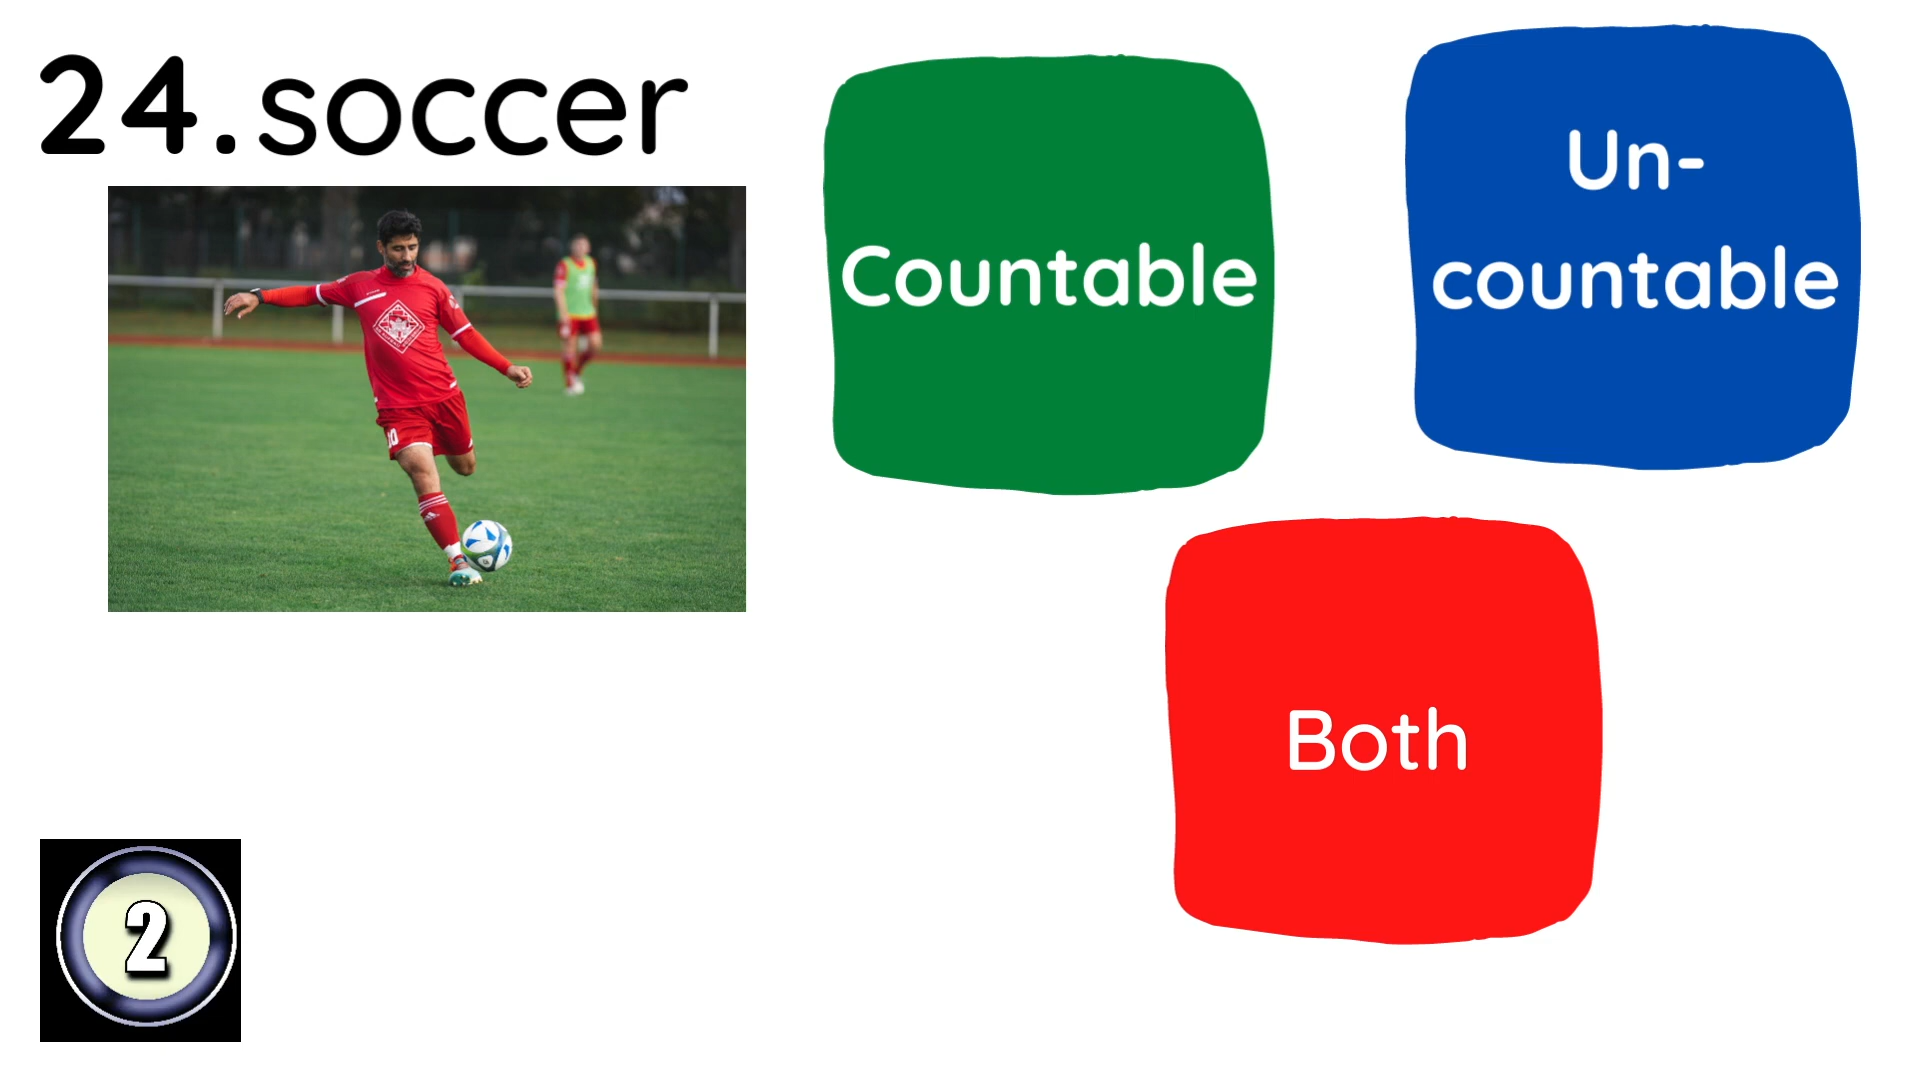 24. soccer
Countable
Un-
countable
Both
2